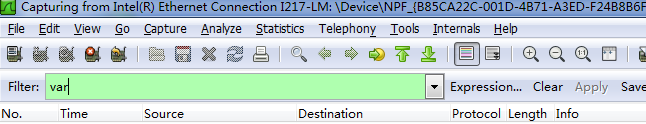 Capturing from Intel(R) Ethernet Connection I217-LM: \Device\NPF_{B85CA22C-001D-4B71-A3ED-F24B8B6F
File Edit View Go Capture Analyze Statistics Telephony Tools Internals Help
Filter: var Expression... Clear Apply Save
No. Time Source Destination Protocol Length Info